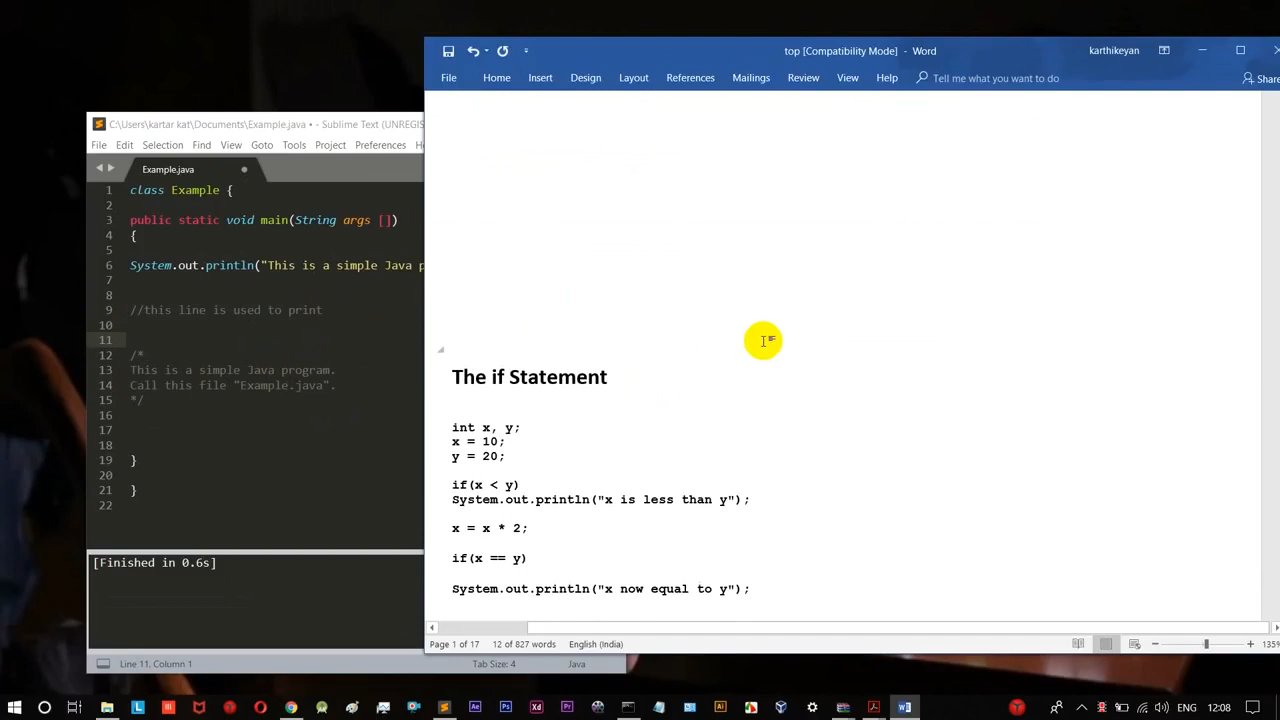 top [Compatibility Mode] - Word
karthikeyan
File Home Insert Design Layout References Mailings Review View Help Tell me what you want to do Share
C:\Users\kartar kat\Documents\Example.java • - Sublime Text (UNREGIS
File Edit Selection Find View Goto Tools Project Preferences
Example.java
1 class Example {
2
3 public static void main(String args [])
4 {
5
6 System.out.println("This is a simple Java p
7
8
9 //this line is used to print
10
11
12 /*
13 This is a simple Java program.
14 Call this file "Example.java".
15 */
16
17
18
19 }
20
21 }
22
[Finished in 0.6s]
Line 11, Column 1
Tab Size: 4
Java
The if Statement
int x, y;
x = 10;
y = 20;
if(x < y)
System.out.println("x is less than y");
x = x * 2;
if(x == y)
System.out.println("x now equal to y");
Page 1 of 17 12 of 827 words English (India)
135%
L Ae Ps Xd Pr Ai
ENG 12:08